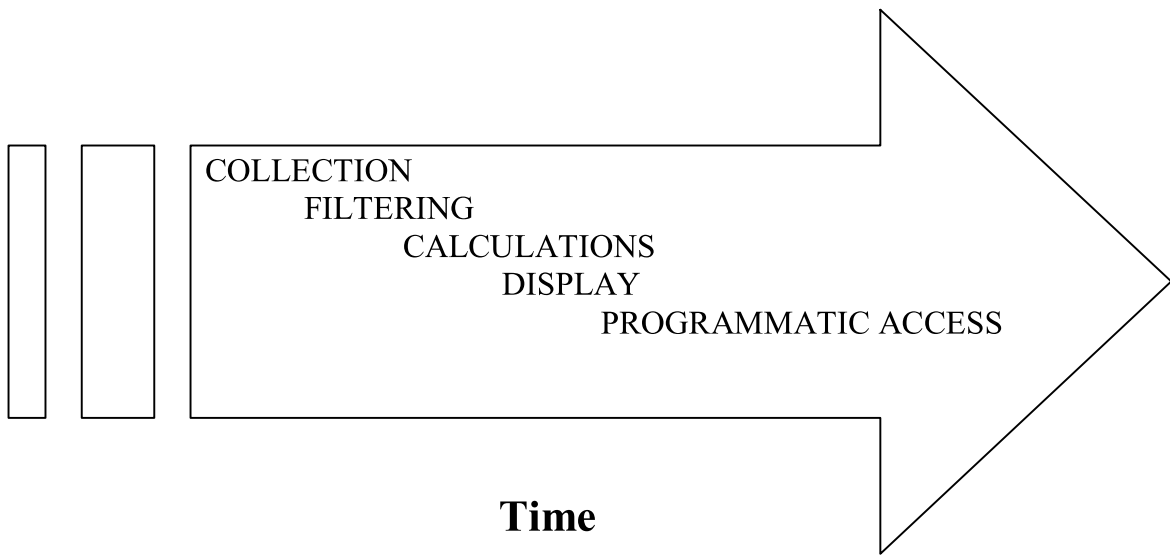 COLLECTION
FILTERING
CALCULATIONS
DISPLAY
PROGRAMMATIC ACCESS
Time